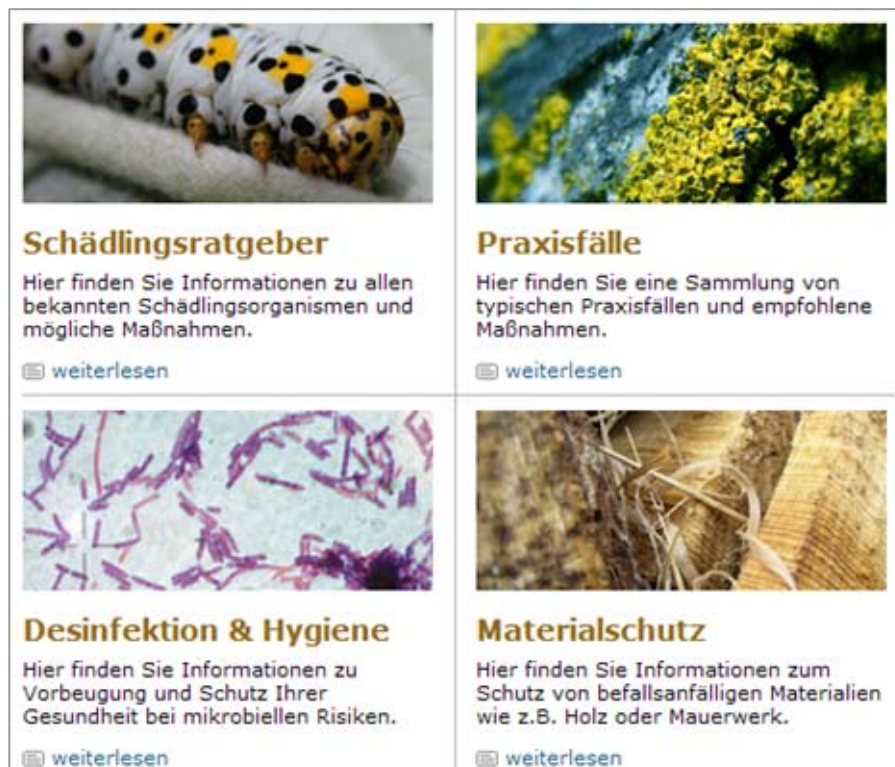 Schädlingsratgeber
Hier finden Sie Informationen zu allen
bekannten Schädlingsorganismen und
mögliche Maßnahmen.
weiterlesen
Praxisfälle
Hier finden Sie eine Sammlung von
typischen Praxisfällen und empfohlene
Maßnahmen.
weiterlesen
Desinfektion & Hygiene
Hier finden Sie Informationen zu
Vorbeugung und Schutz Ihrer
Gesundheit bei mikrobiellen Risiken.
weiterlesen
Materialschutz
Hier finden Sie Informationen zum
Schutz von befallsanfälligen Materialien
wie z.B. Holz oder Mauerwerk.
weiterlesen